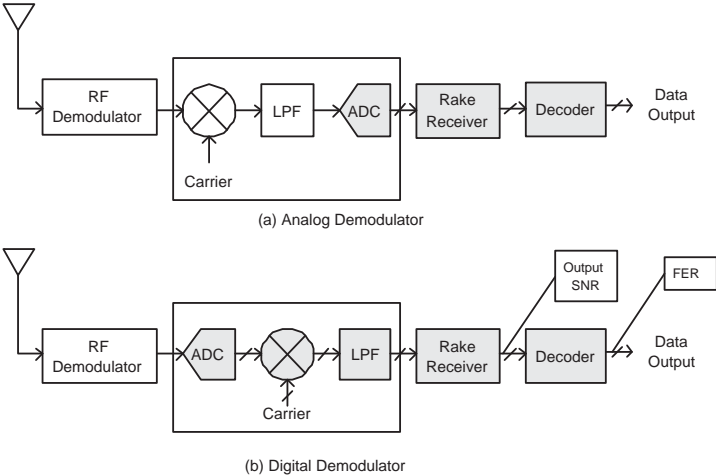 RF
Demodulator
LPF
ADC
Carrier
Rake
Receiver
Decoder
Data
Output
(a) Analog Demodulator
Output
SNR
FER
RF
Demodulator
ADC
LPF
Carrier
Rake
Receiver
Decoder
Data
Output
(b) Digital Demodulator